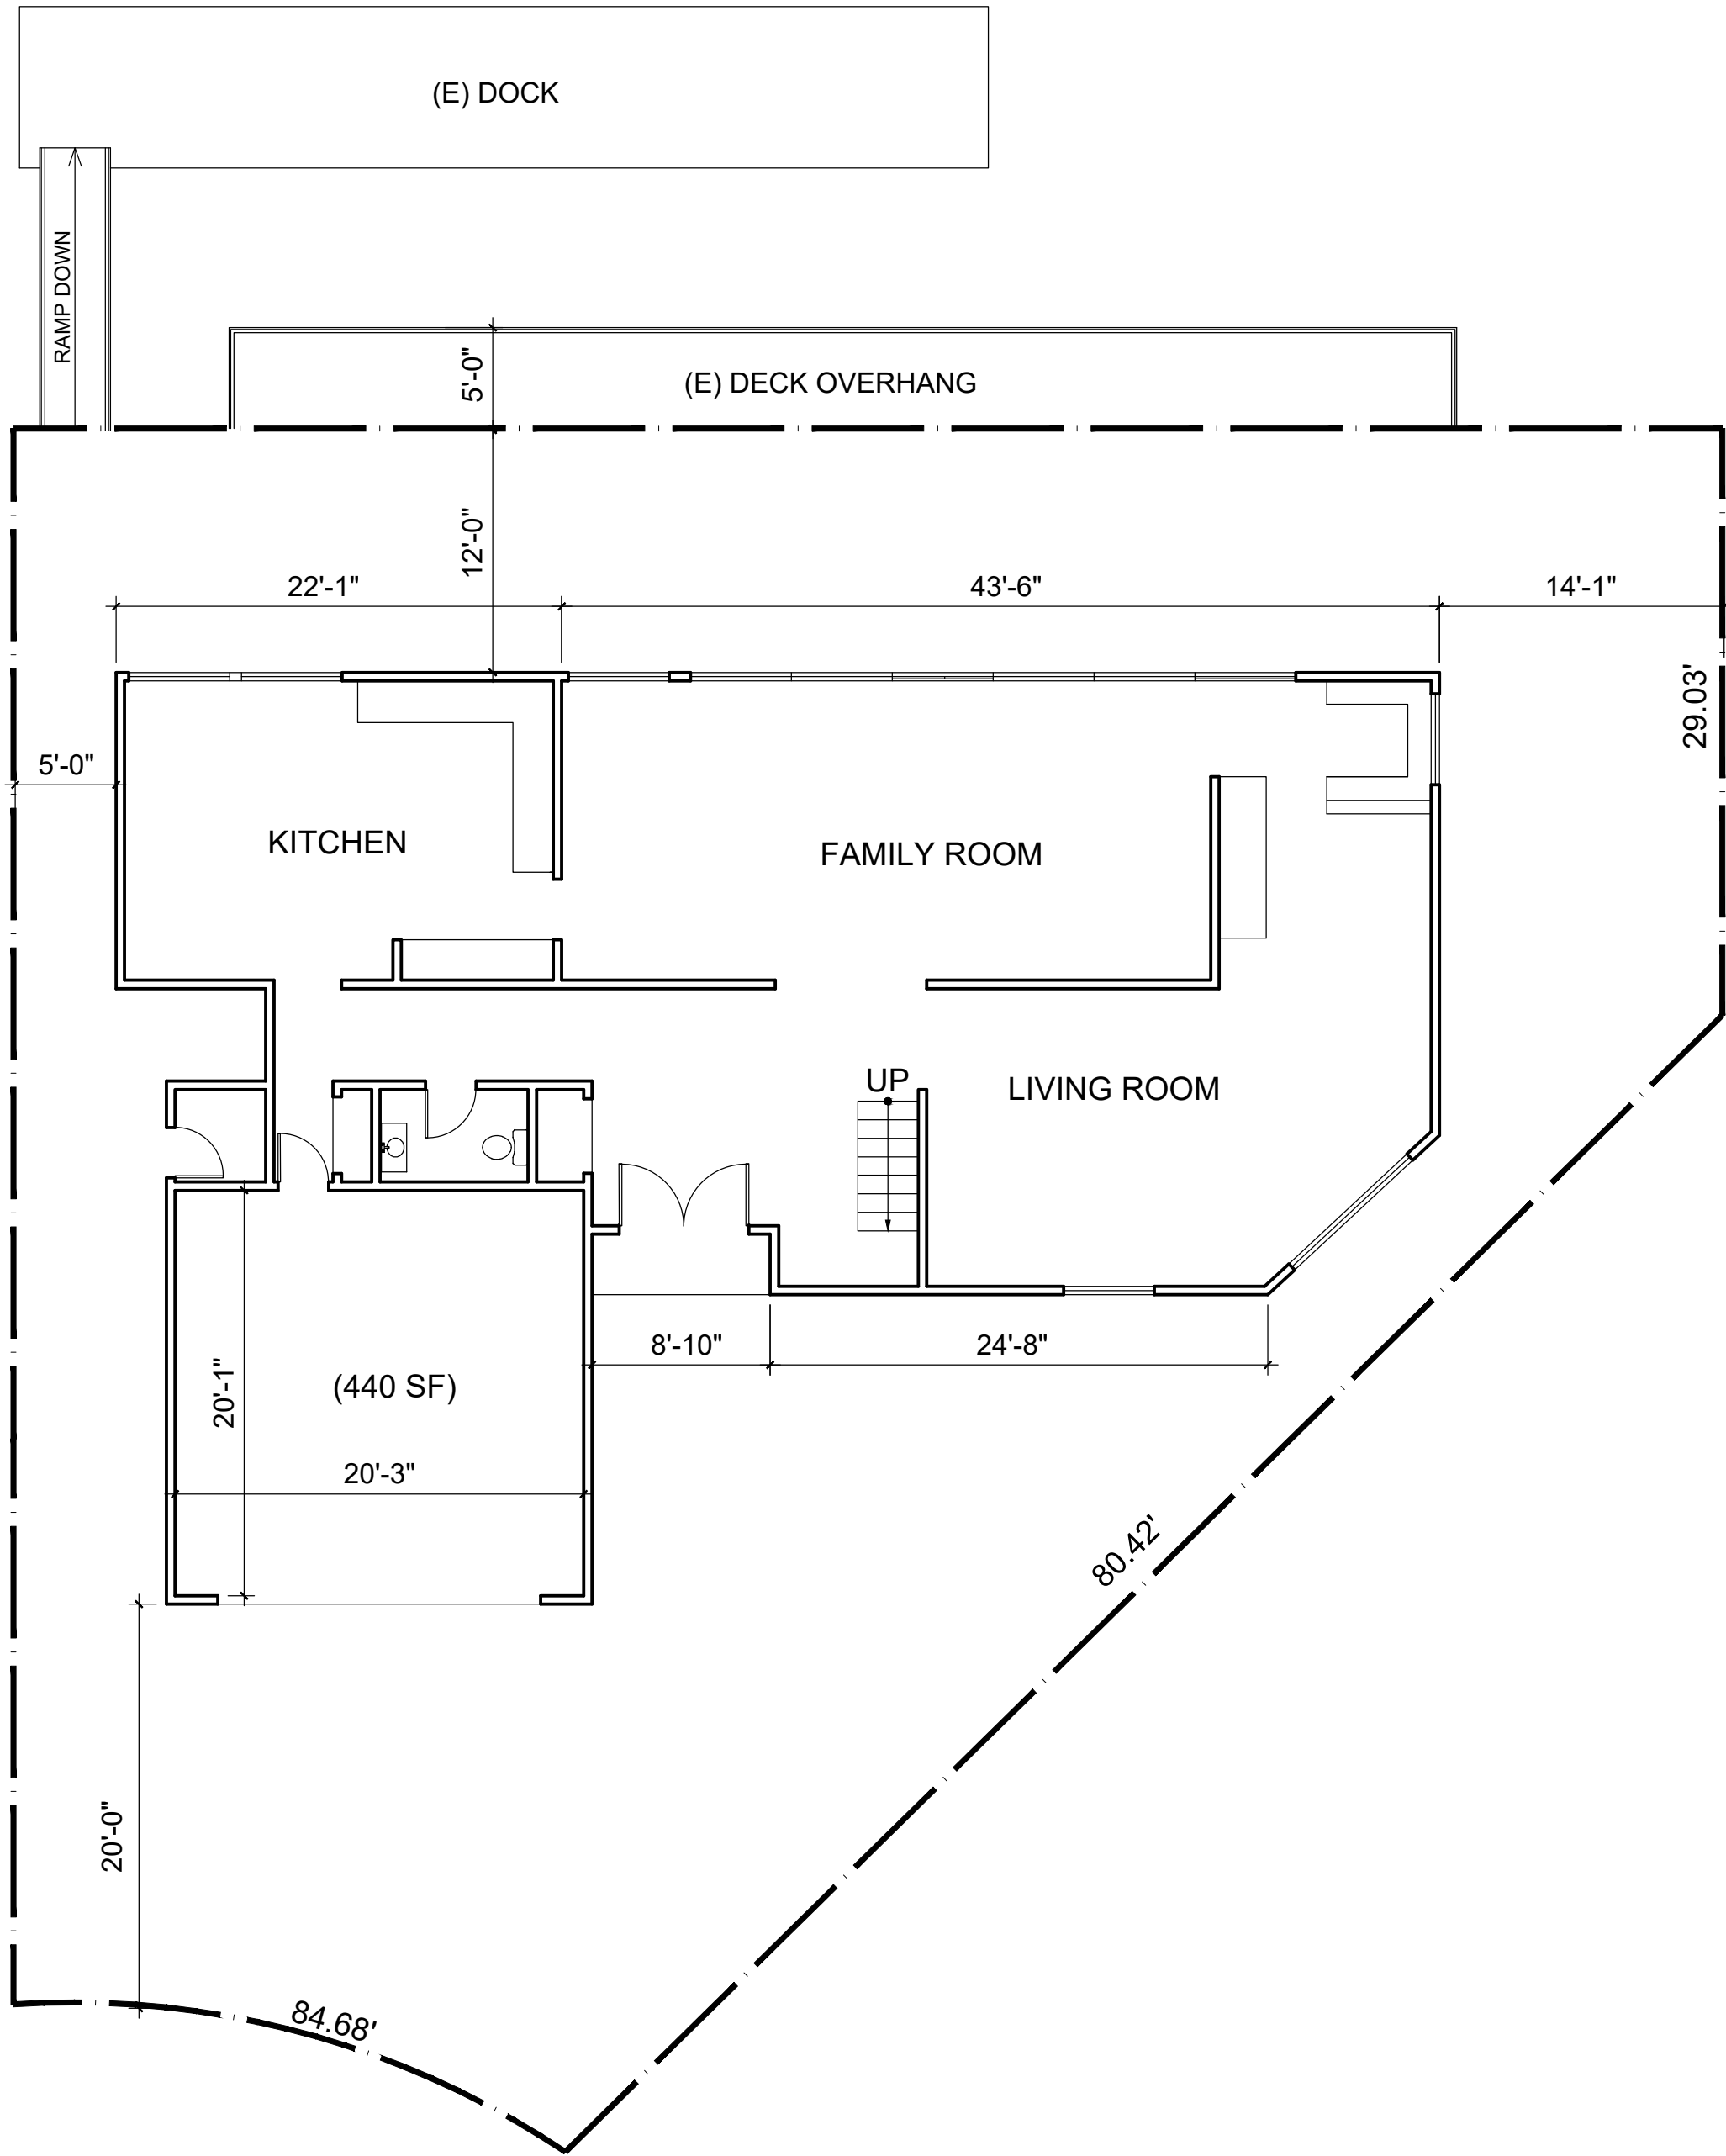 (E) DOCK
RAMP DOWN
5'-0"
(E) DECK OVERHANG
12'-0"
22'-1"
43'-6"
14'-1"
29.03'
5'-0"
KITCHEN
FAMILY ROOM
UP
LIVING ROOM
8'-10"
24'-8"
20'-1"
(440 SF)
20'-3"
80.42'
20'-0"
84.68'